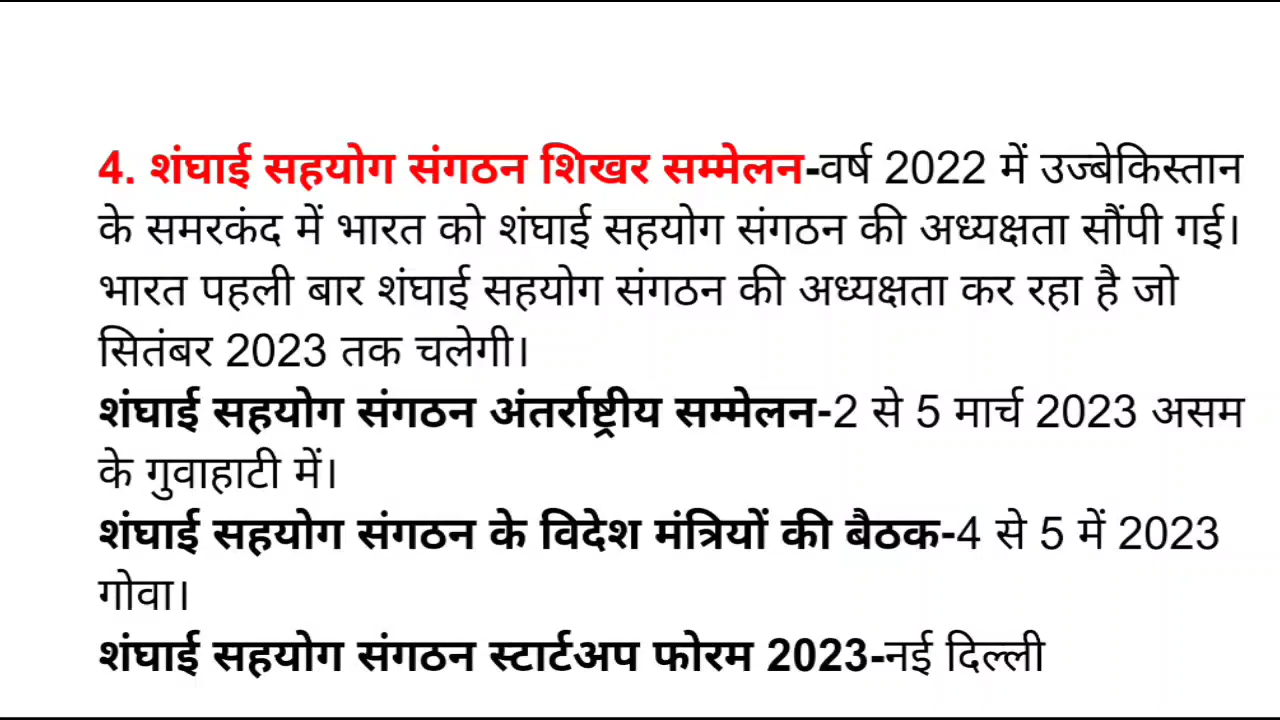 4. शंघाई सहयोग संगठन शिखर सम्मेलन-वर्ष 2022 में उज्बेकिस्तान
के समरकंद में भारत को शंघाई सहयोग संगठन की अध्यक्षता सौंपी गई।
भारत पहली बार शंघाई सहयोग संगठन की अध्यक्षता कर रहा है जो
सितंबर 2023 तक चलेगी।
शंघाई सहयोग संगठन अंतर्राष्ट्रीय सम्मेलन-2 से 5 मार्च 2023 असम
के गुवाहाटी में।
शंघाई सहयोग संगठन के विदेश मंत्रियों की बैठक-4 से 5 में 2023
गोवा।
शंघाई सहयोग संगठन स्टार्टअप फोरम 2023-नई दिल्ली